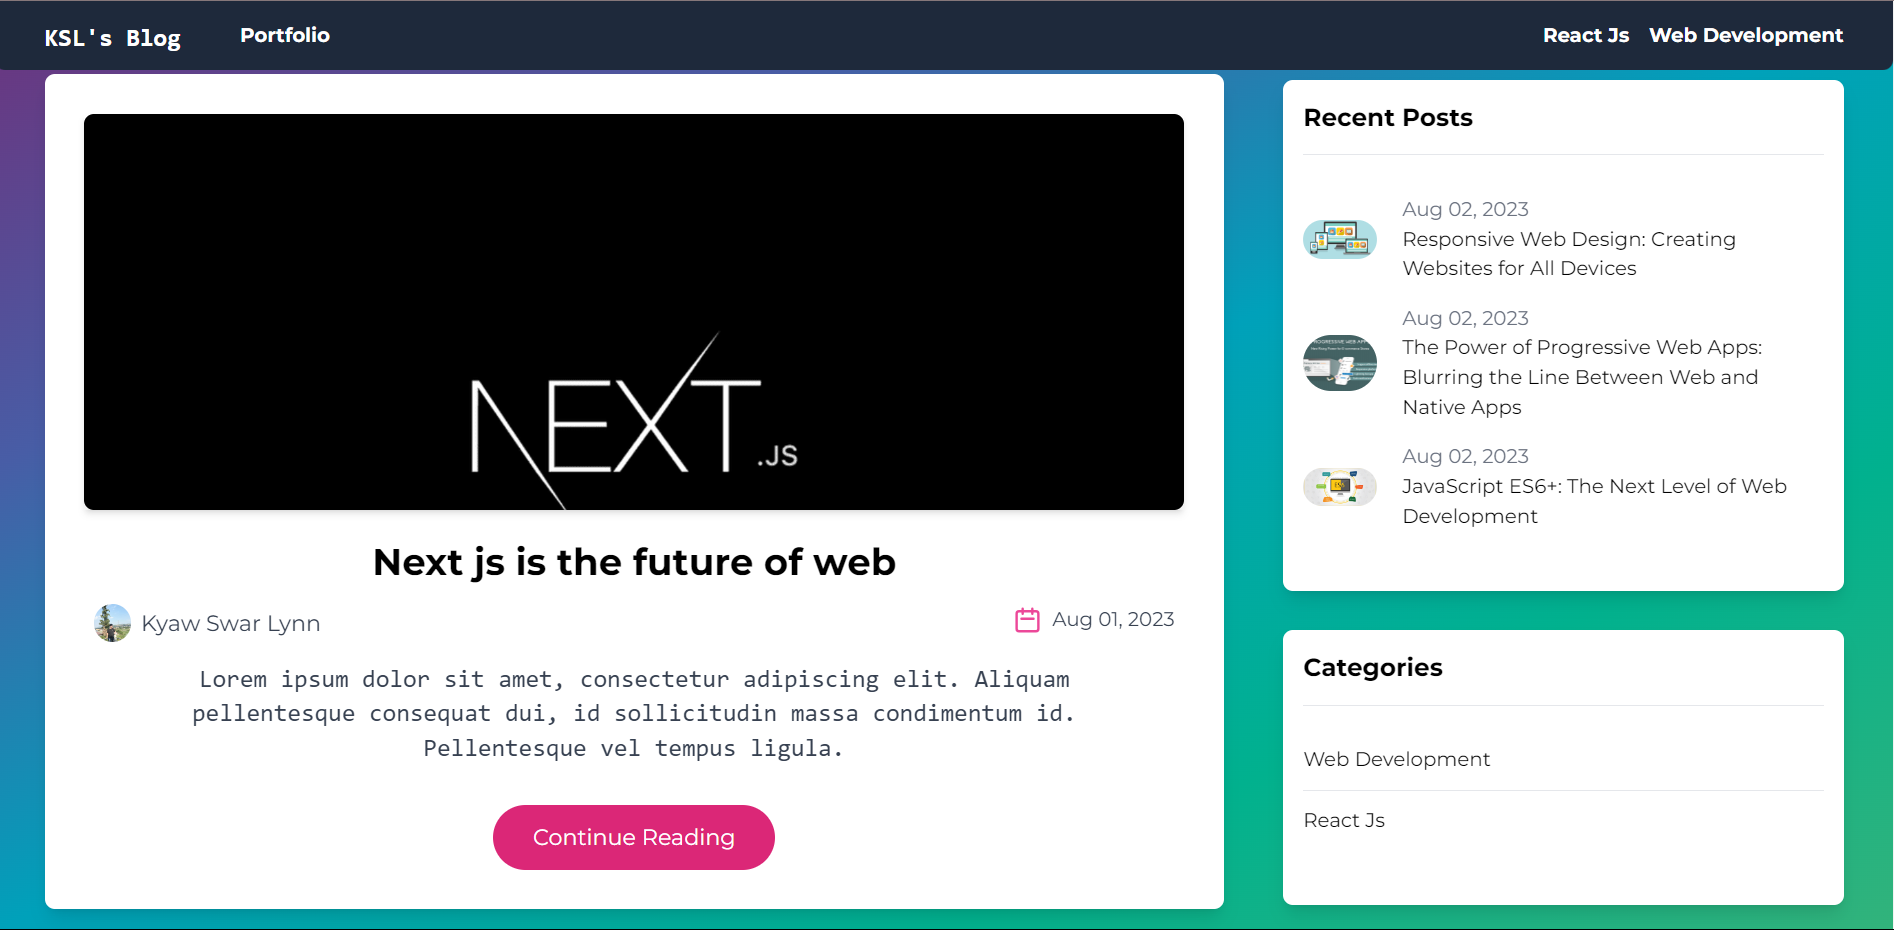 KSL's Blog
Portfolio
React Js
Web Development
NEXT.JS
Next js is the future of web
Kyaw Swar Lynn
Aug 01, 2023
Lorem ipsum dolor sit amet, consectetur adipiscing elit. Aliquam
pellentesque consequat dui, id sollicitudin massa condimentum id.
Pellentesque vel tempus ligula.
Continue Reading
Recent Posts
Aug 02, 2023
Responsive Web Design: Creating
Websites for All Devices
PROGRESSIVE WEB APP
Aug 02, 2023
The Power of Progressive Web Apps:
Blurring the Line Between Web and
Native Apps
Aug 02, 2023
JavaScript ES6+: The Next Level of Web
Development
Categories
Web Development
React Js